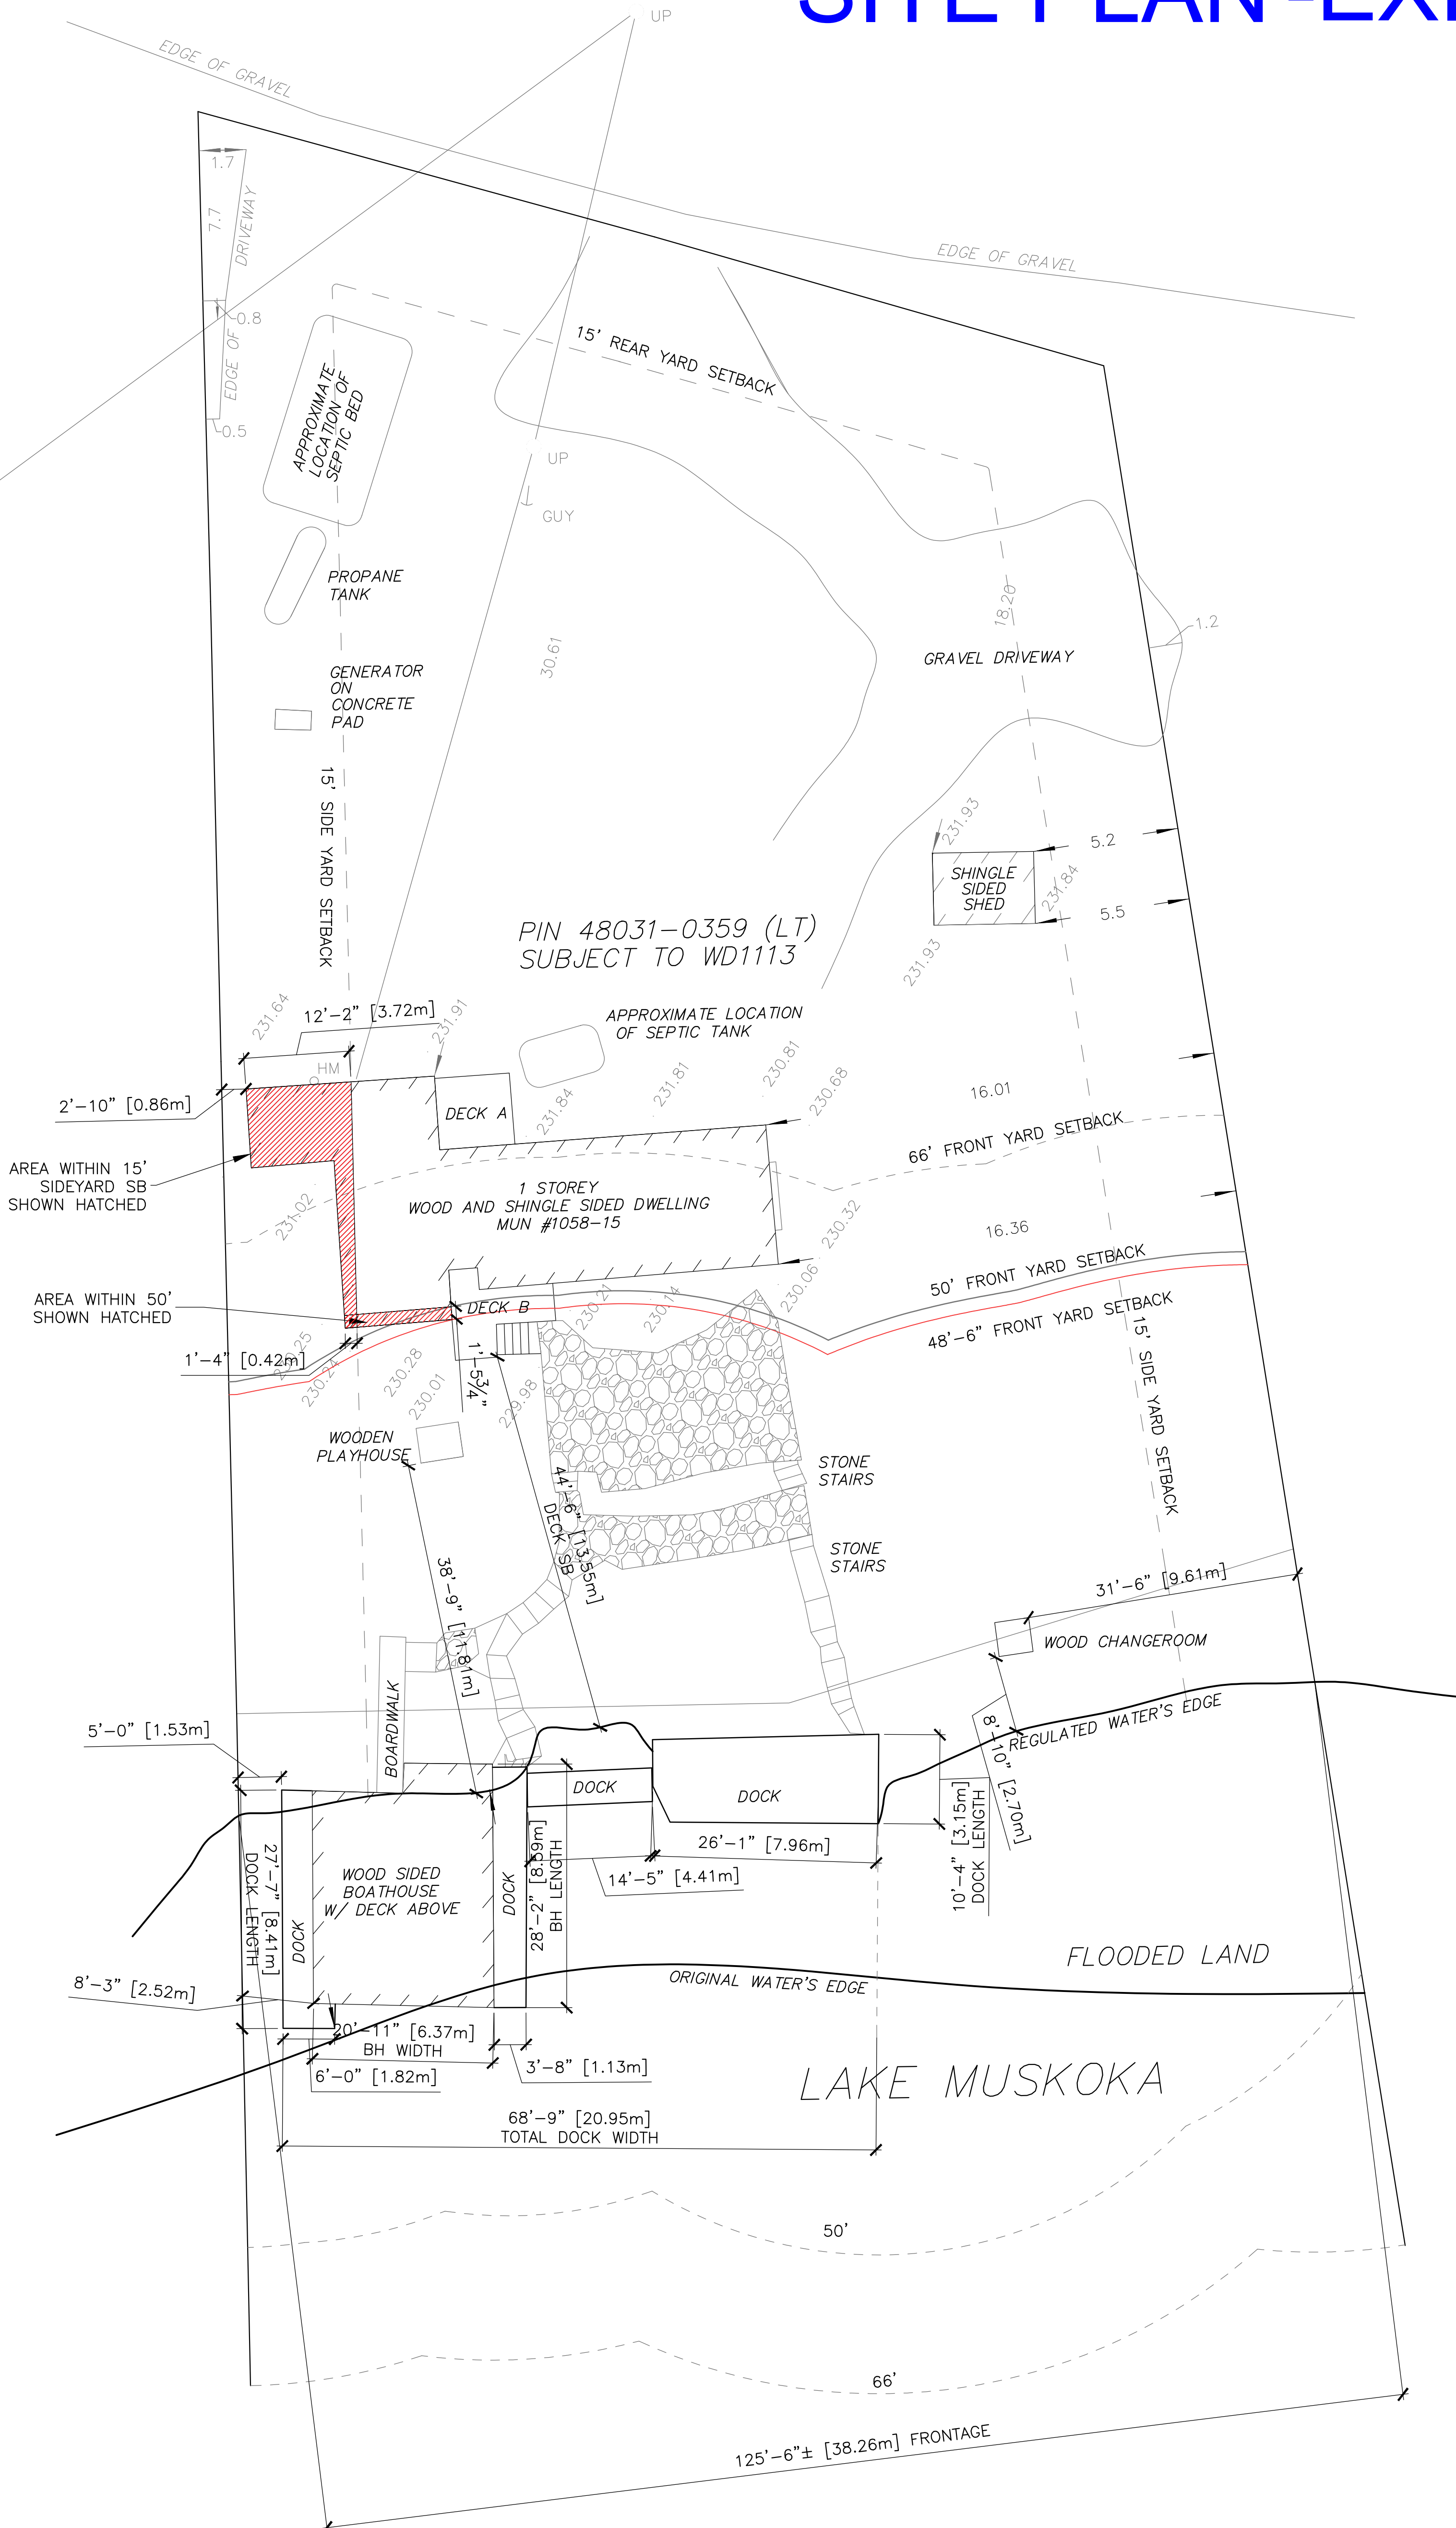 SITE PLAN-EX
UP
EDGE OF GRAVEL
1.7
7.7
DRIVEWAY
EDGE OF
0.8
0.5
EDGE OF GRAVEL
15' REAR YARD SETBACK
APPROXIMATE
LOCATION OF
SEPTIC BED
UP
GUY
PROPANE
TANK
18.20
1.2
30.61
GRAVEL DRIVEWAY
GENERATOR
ON
CONCRETE
PAD
15' SIDE YARD SETBACK
231.93
5.2
SHINGLE
SIDED
SHED
231.84
5.5
231.93
PIN 48031-0359 (LT)
SUBJECT TO WD1113
231.64
12'-2" [3.72m]
231.91
APPROXIMATE LOCATION
OF SEPTIC TANK
HM
2'-10" [0.86m]
DECK A
231.84
231.81
230.81
230.68
16.01
66' FRONT YARD SETBACK
AREA WITHIN 15'
SIDEYARD SB
SHOWN HATCHED
231.02
1 STOREY
WOOD AND SHINGLE SIDED DWELLING
MUN #1058-15
230.32
16.36
50' FRONT YARD SETBACK
AREA WITHIN 50'
SHOWN HATCHED
DECK B
230.21
230.14
230.06
48'-6" FRONT YARD SETBACK
1'-4" [0.42m]
230.24
230.28
230.01
1'-5¾"
229.98
15' SIDE YARD SETBACK
WOODEN
PLAYHOUSE
STONE
STAIRS
44'-6" [13.55m]
DECK SB
STONE
STAIRS
38'-9" [11.81m]
31'-6" [9.61m]
WOOD CHANGEROOM
BOARDWALK
5'-0" [1.53m]
REGULATED WATER'S EDGE
8'-10" [2.70m]
DOCK
DOCK
26'-1" [7.96m]
14'-5" [4.41m]
10'-4" [3.15m]
DOCK LENGTH
27'-7" [8.41m]
DOCK LENGTH
DOCK
WOOD SIDED
BOATHOUSE
W/ DECK ABOVE
DOCK
28'-2" [8.59m]
BH LENGTH
8'-3" [2.52m]
FLOODED LAND
ORIGINAL WATER'S EDGE
20'-11" [6.37m]
BH WIDTH
6'-0" [1.82m]
3'-8" [1.13m]
LAKE MUSKOKA
68'-9" [20.95m]
TOTAL DOCK WIDTH
50'
66'
125'-6"± [38.26m] FRONTAGE